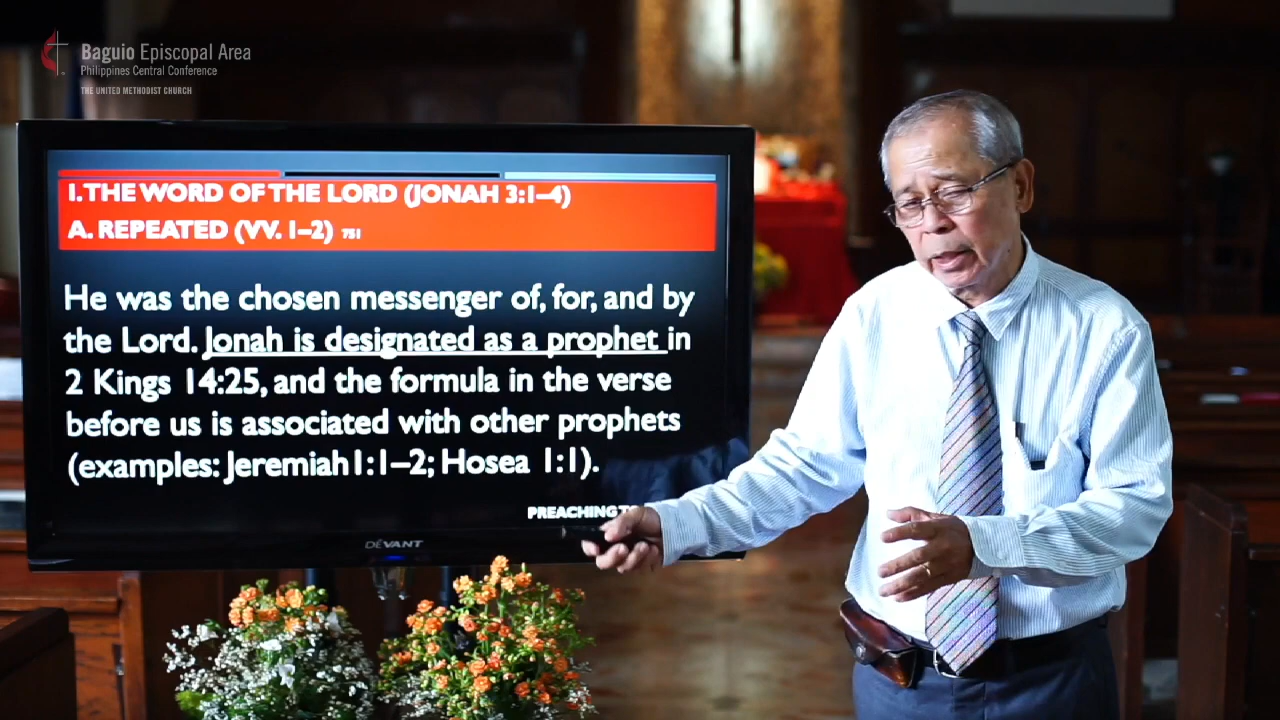 Baguio Episcopal Area
Philippines Central Conference
THE UNITED METHODIST CHURCH
I. THE WORD OF THE LORD (JONAH 3:1–4)
A. REPEATED (VV. 1–2) 751
He was the chosen messenger of, for, and by
the Lord. Jonah is designated as a prophet in
2 Kings 14:25, and the formula in the verse
before us is associated with other prophets
(examples: Jeremiah1:1–2; Hosea 1:1).
PREACHING
DEVANT